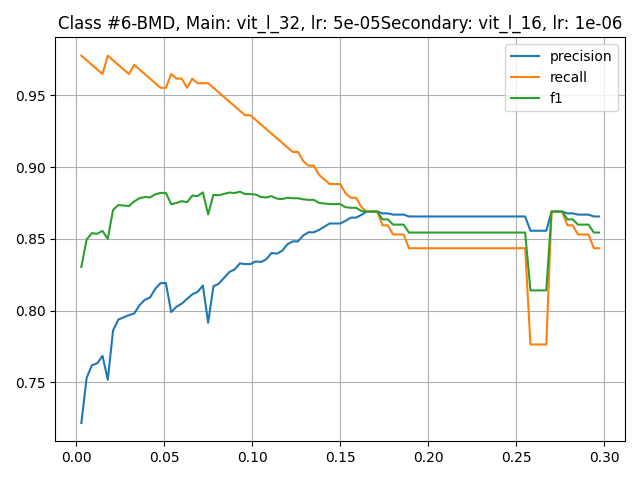 Class #6-BMD, Main: vit_l_32, lr: 5e-05Secondary: vit_l_16, lr: 1e-06
precision
recall
f1
0.95
0.90
0.85
0.80
0.75
0.00 0.05 0.10 0.15 0.20 0.25 0.30